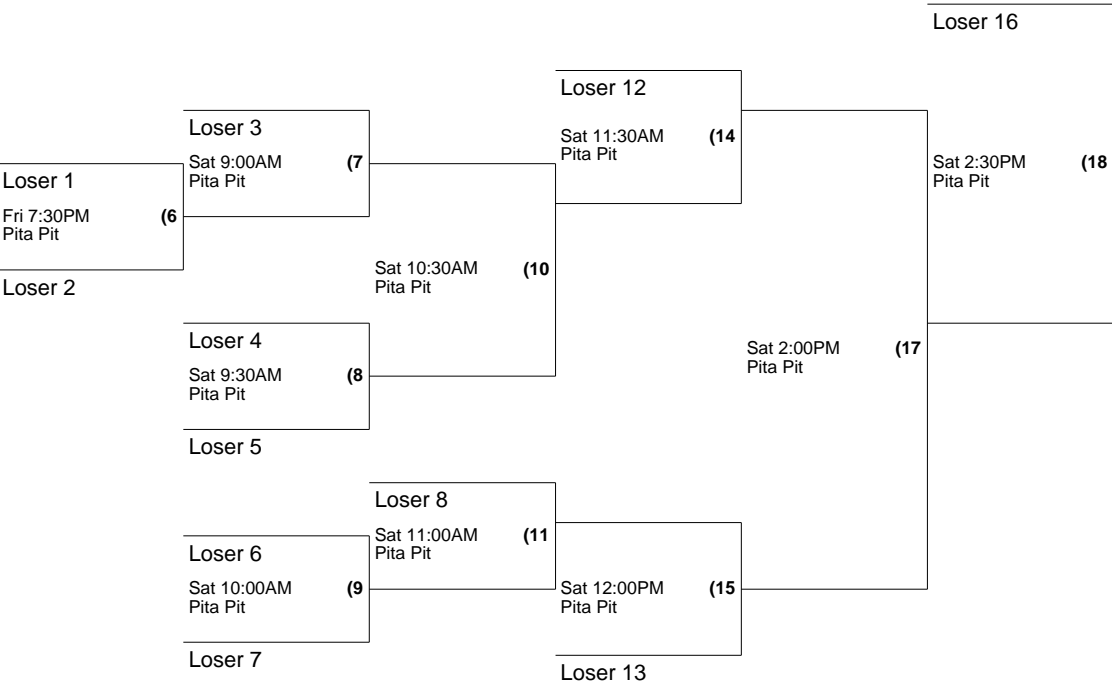 Loser 16
Loser 12
Sat 11:30AM (14
Pita Pit
Loser 3
Sat 9:00AM (7
Pita Pit
Loser 1
Fri 7:30PM (6
Pita Pit
Loser 2
Sat 2:30PM (18
Pita Pit
Sat 10:30AM (10
Pita Pit
Loser 4
Sat 9:30AM (8
Pita Pit
Loser 5
Sat 2:00PM (17
Pita Pit
Loser 8
Sat 11:00AM (11
Pita Pit
Loser 6
Sat 10:00AM (9
Pita Pit
Loser 7
Sat 12:00PM (15
Pita Pit
Loser 13